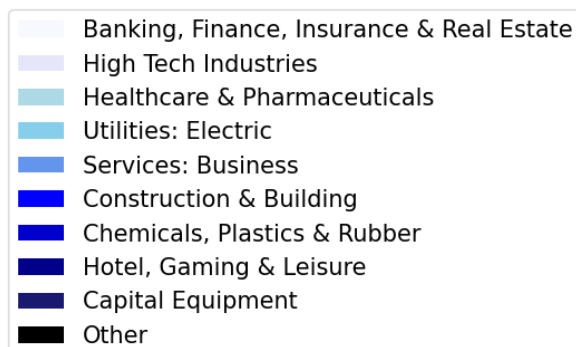 Banking, Finance, Insurance & Real Estate
High Tech Industries
Healthcare & Pharmaceuticals
Utilities: Electric
Services: Business
Construction & Building
Chemicals, Plastics & Rubber
Hotel, Gaming & Leisure
Capital Equipment
Other